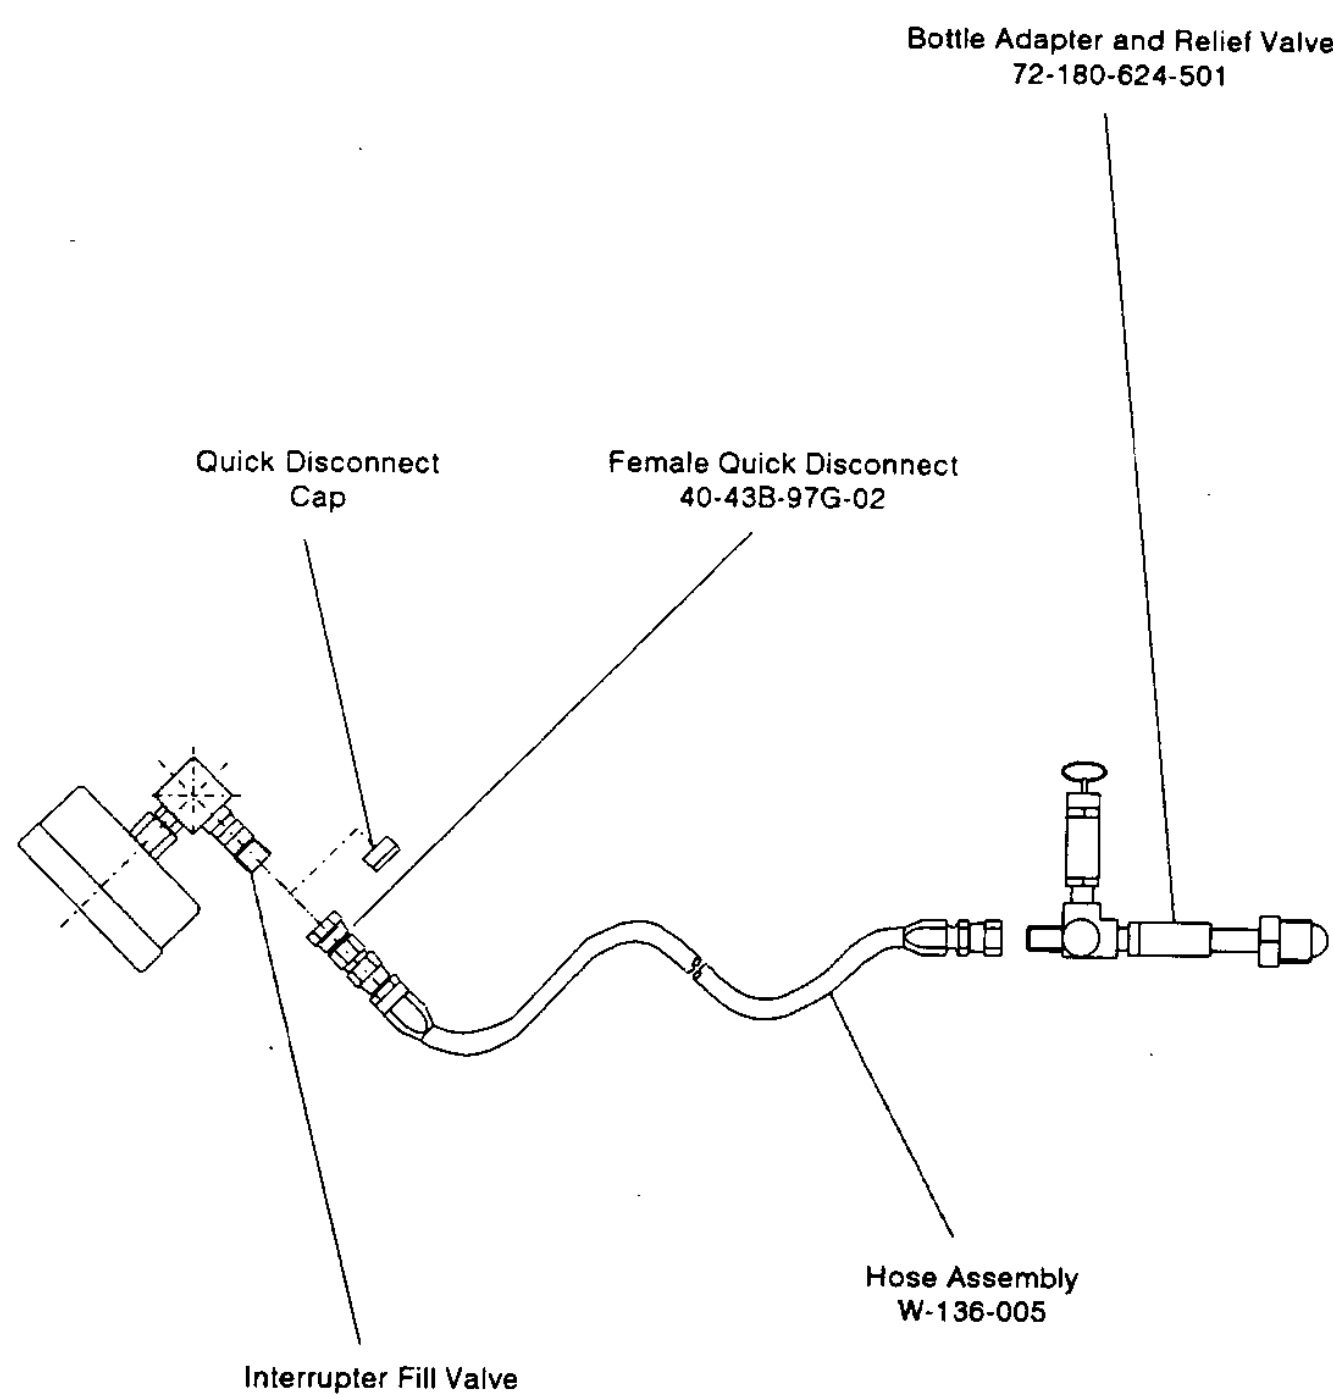 Bottle Adapter and Relief Valve
72-180-624-501
Quick Disconnect
Cap
Female Quick Disconnect
40-43B-97G-02
Hose Assembly
W-136-005
Interrupter Fill Valve